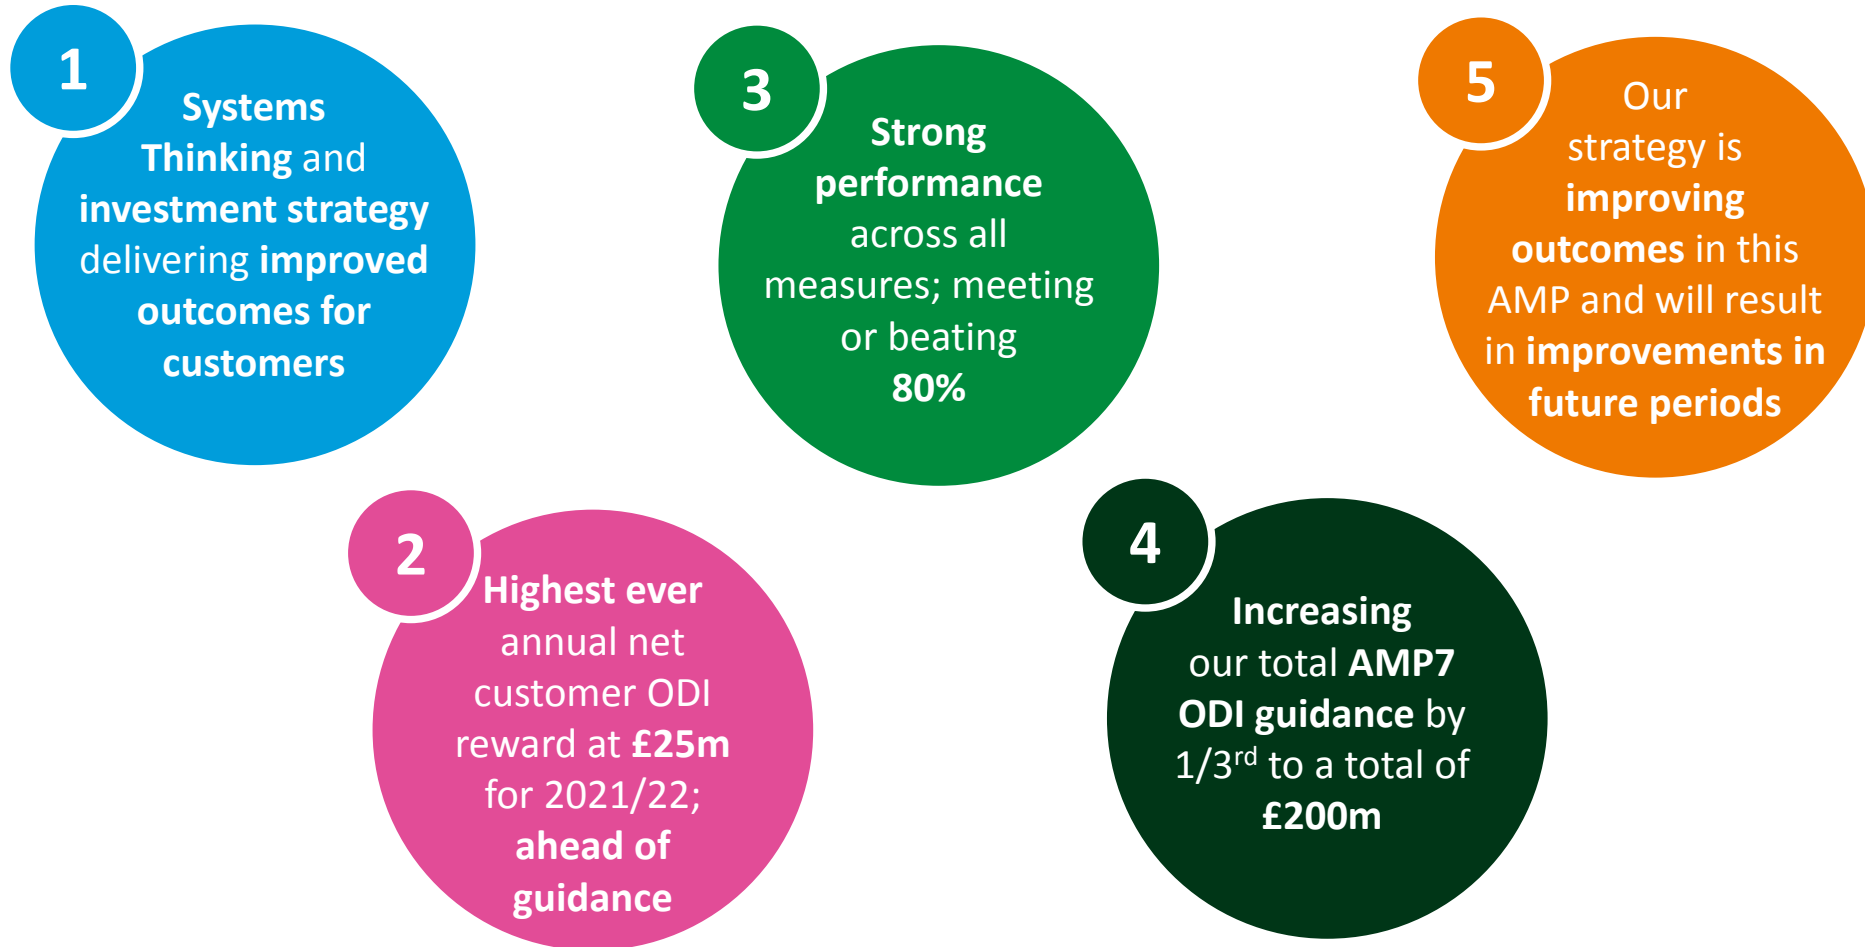 1
Systems
Thinking and
investment strategy
delivering improved
outcomes for
customers
2
Highest ever
annual net
customer ODI
reward at £25m
for 2021/22;
ahead of
guidance
3
Strong
performance
across all
measures; meeting
or beating
80%
4
Increasing
our total AMP7
ODI guidance by
1/3rd to a total of
£200m
5
Our
strategy is
improving
outcomes in this
AMP and will result
in improvements in
future periods